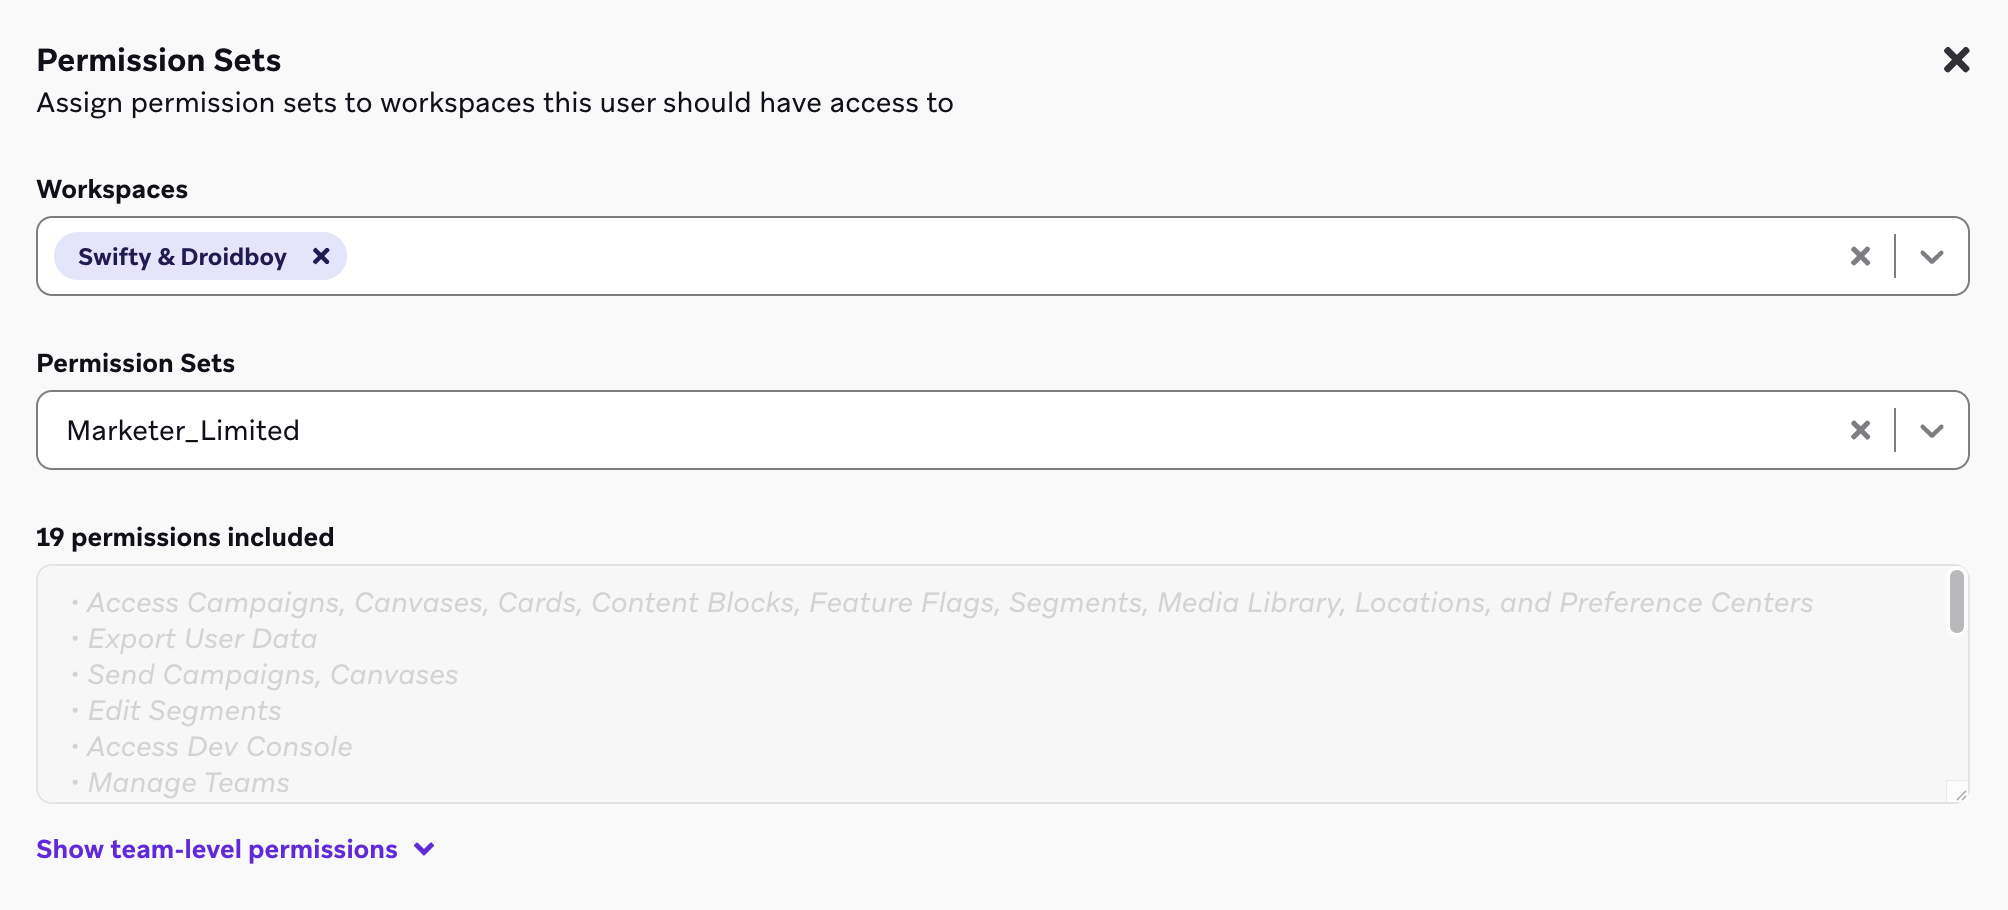 Permission Sets
Assign permission sets to workspaces this user should have access to
Workspaces
Swifty & Droidboy
Permission Sets
Marketer_Limited
19 permissions included
• Access Campaigns, Canvases, Cards, Content Blocks, Feature Flags, Segments, Media Library, Locations, and Preference Centers
• Export User Data
• Send Campaigns, Canvases
• Edit Segments
• Access Dev Console
• Manage Teams
Show team-level permissions